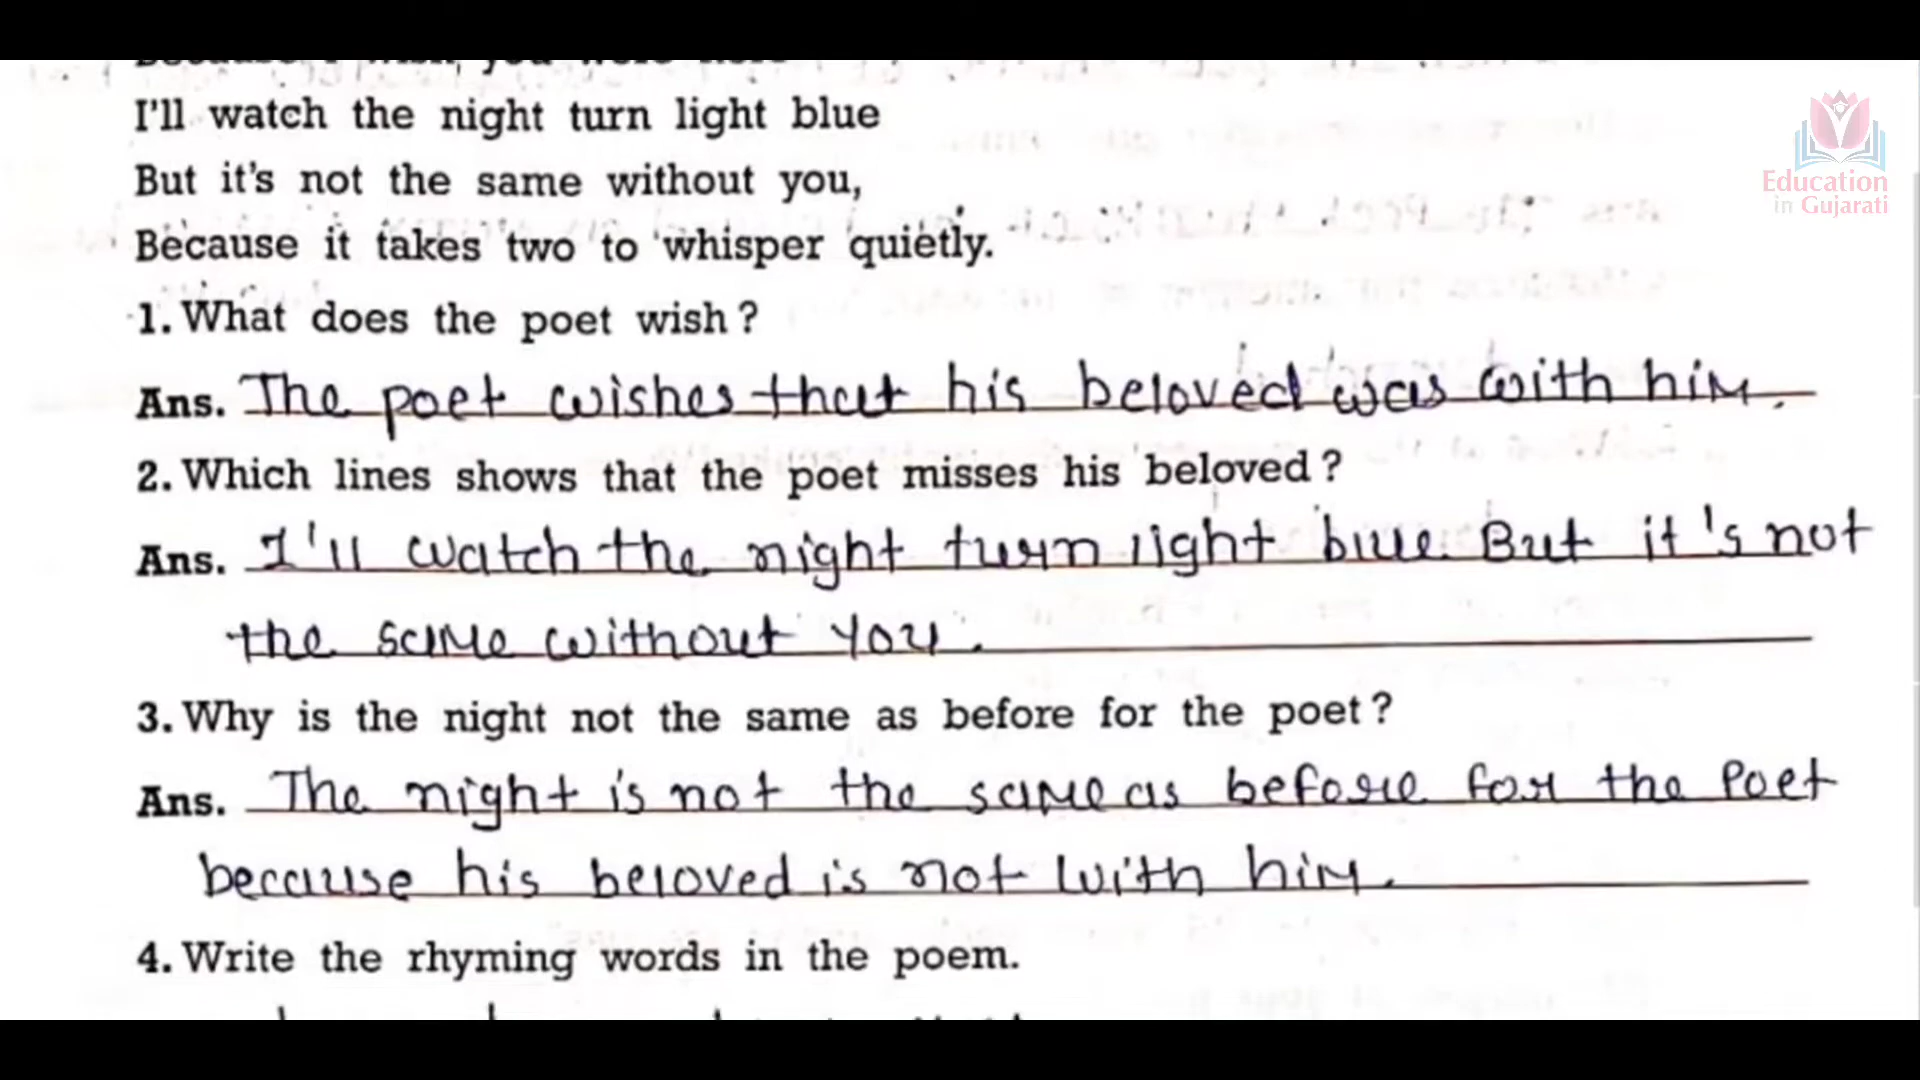 Because I wish you were here
I'll watch the night turn light blue
But it's not the same without you,
Because it takes two to whisper quietly.
Education
in Gujarati
1. What does the poet wish ?
Ans. The poet wishes that his beloved was with him.
2. Which lines shows that the poet misses his beloved ?
Ans. I'll watch the night turn light blue. But it's not
the same without you.
3. Why is the night not the same as before for the poet ?
Ans. The night is not the same as before for the Poet
because his beloved is not with him.
4. Write the rhyming words in the poem.